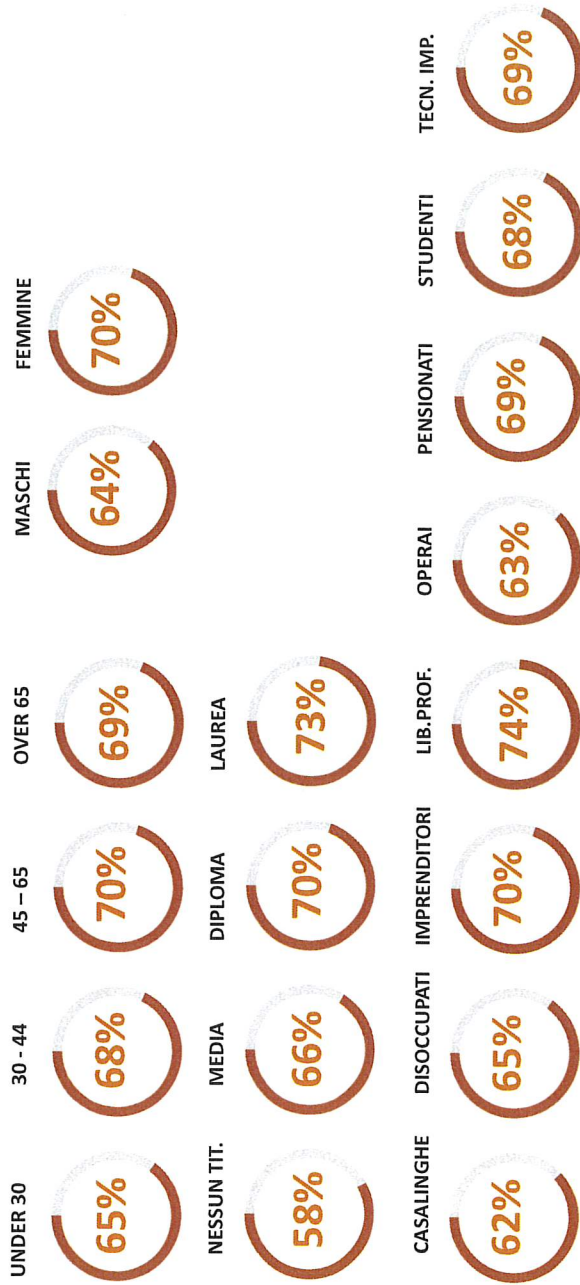 UNDER 30 30 - 44 45 – 65 OVER 65 MASCHI FEMMINE
65% 68% 70% 69% 64% 70%
NESSUN TIT. MEDIA DIPLOMA LAUREA
58% 66% 70% 73%
CASALINGHE DISOCCUPATI IMPRENDITORI LIB.PROF. OPERAI PENSIONATI STUDENTI TECN. IMP.
62% 65% 70% 74% 63% 69% 68% 69%